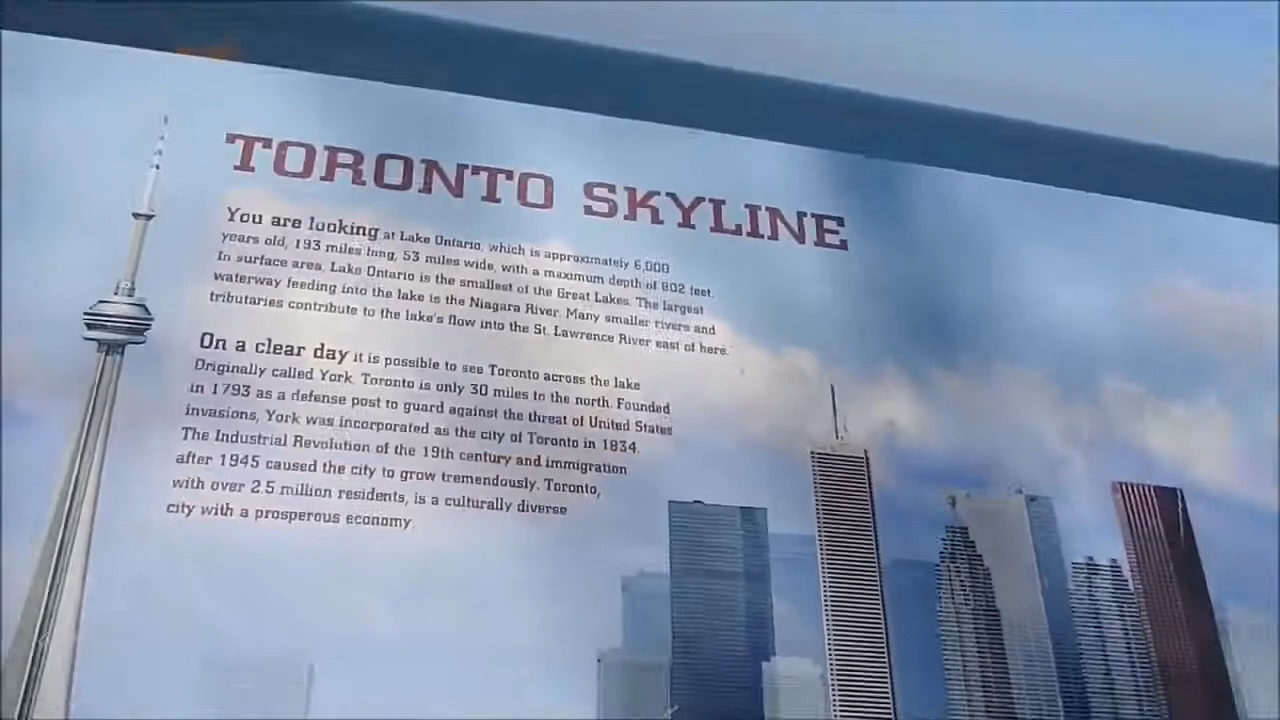 TORONTO SKYLINE
You are looking at Lake Ontario, which is approximately 6,000
years old, 193 miles long, 53 miles wide, with a maximum depth of 802 feet.
In surface area, Lake Ontario is the smallest of the Great Lakes. The largest
waterway feeding into the lake is the Niagara River. Many smaller rivers and
tributaries contribute to the lake's flow into the St. Lawrence River east of here.
On a clear day it is possible to see Toronto across the lake
Originally called York, Toronto is only 30 miles to the north. Founded
in 1793 as a defense post to guard against the threat of United States
invasions, York was incorporated as the city of Toronto in 1834.
The Industrial Revolution of the 19th century and immigration
after 1945 caused the city to grow tremendously. Toronto,
with over 2.5 million residents, is a culturally diverse
city with a prosperous economy.